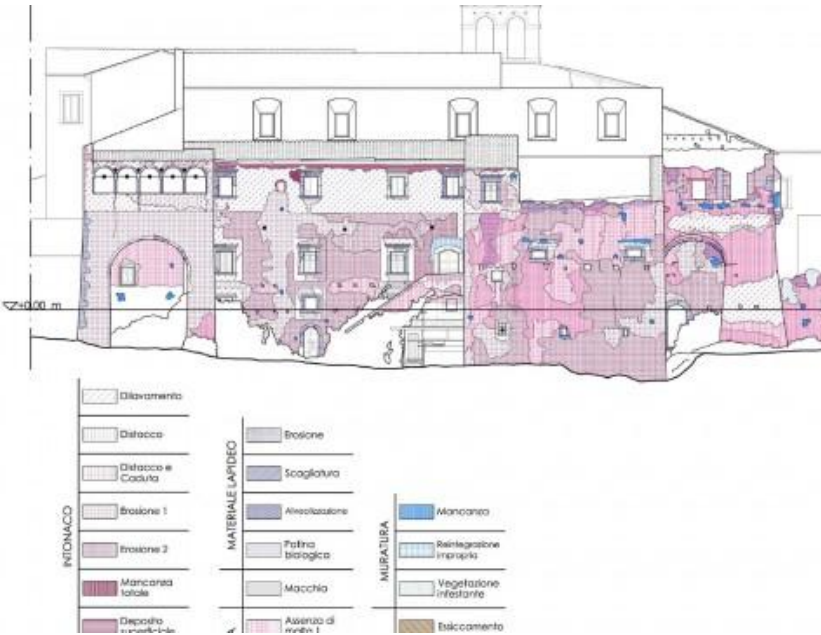 +0.00 m
INTONACO
Dilavamento
Distacco
Distacco e
Caduta
Erosione 1
Erosione 2
Mancanza
totale
Deposito
superficiale
MATERIALE LAPIDEO
Erosione
Scagliatura
Alveolizzazione
Patina
biologica
Macchia
Assenza di
malta 1
MURATURA
Mancanza
Reintegrazione
impropria
Vegetazione
infestante
Essiccamento